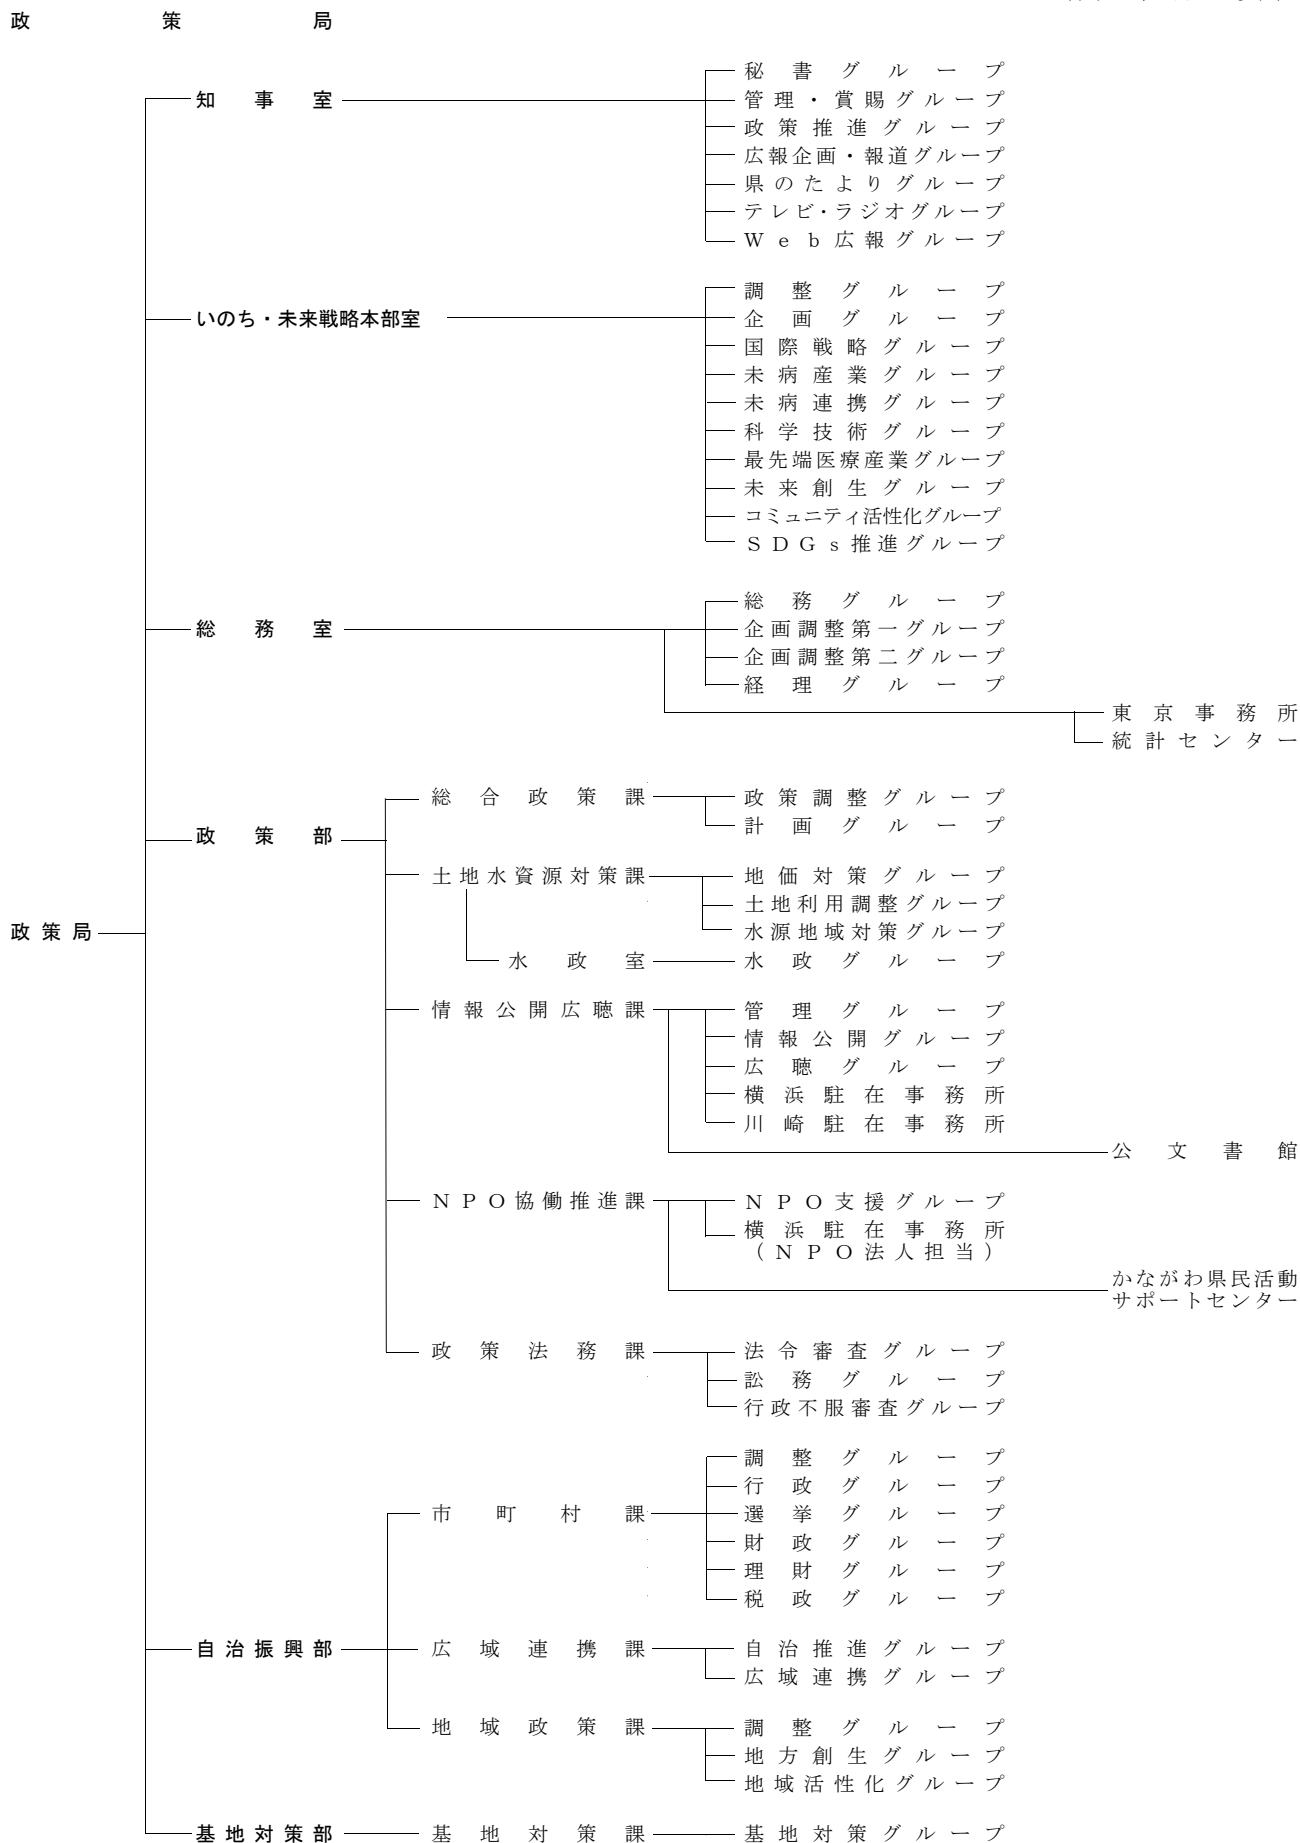 政策局
秘書グループ
知事室
管理・賞賜グループ
政策推進グループ
広報企画・報道グループ
県のたよりグループ
テレビ・ラジオグループ
Web広報グループ
調整グループ
いのち・未来戦略本部室
企画グループ
国際戦略グループ
未病産業グループ
未病連携グループ
科学技術グループ
最先端医療産業グループ
未来創生グループ
コミュニティ活性化グループ
SDGs推進グループ
総務グループ
総務室
企画調整第一グループ
企画調整第二グループ
経理グループ
東京事務所
統計センター
総合政策課
政策調整グループ
計画グループ
政策部
土地水資源対策課
地価対策グループ
土地利用調整グループ
水源地域対策グループ
政策局
水政室
水政グループ
情報公開広聴課
管理グループ
情報公開グループ
広聴グループ
横浜駐在事務所
川崎駐在事務所
公文書館
NPO協働推進課
NPO支援グループ
横浜駐在事務所
(NPO法人担当)
かながわ県民活動
サポートセンター
政策法務課
法令審査グループ
訟務グループ
行政不服審査グループ
調整グループ
行政グループ
市町村課
選挙グループ
財政グループ
理財グループ
税政グループ
自治振興部
広域連携課
自治推進グループ
広域連携グループ
地域政策課
調整グループ
地方創生グループ
地域活性化グループ
基地対策部
基地対策課
基地対策グループ